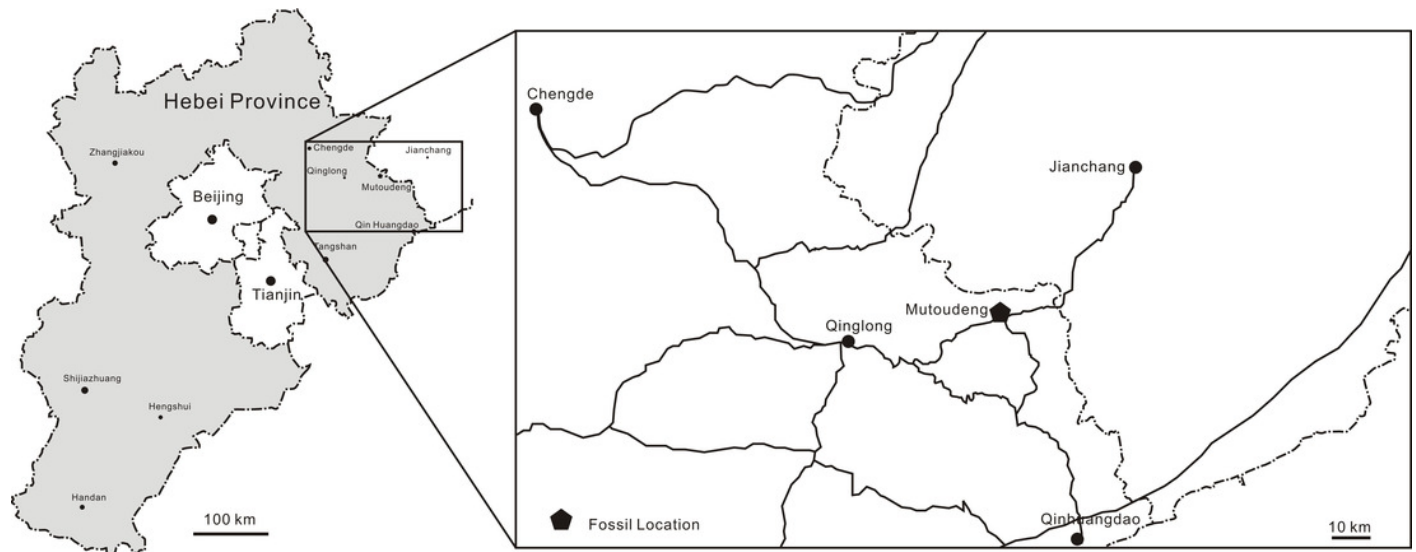 Hebei Province
Zhangjiakou
Chengde
Jianchang
Qinglong
Mutoudeng
Beijing
Qin Huangdao
Tangshan
Tianjin
Shijiazhuang
Hengshui
Handan
100 km
Chengde
Jianchang
Mutoudeng
Qinglong
Qinhuangdao
Fossil Location
10 km